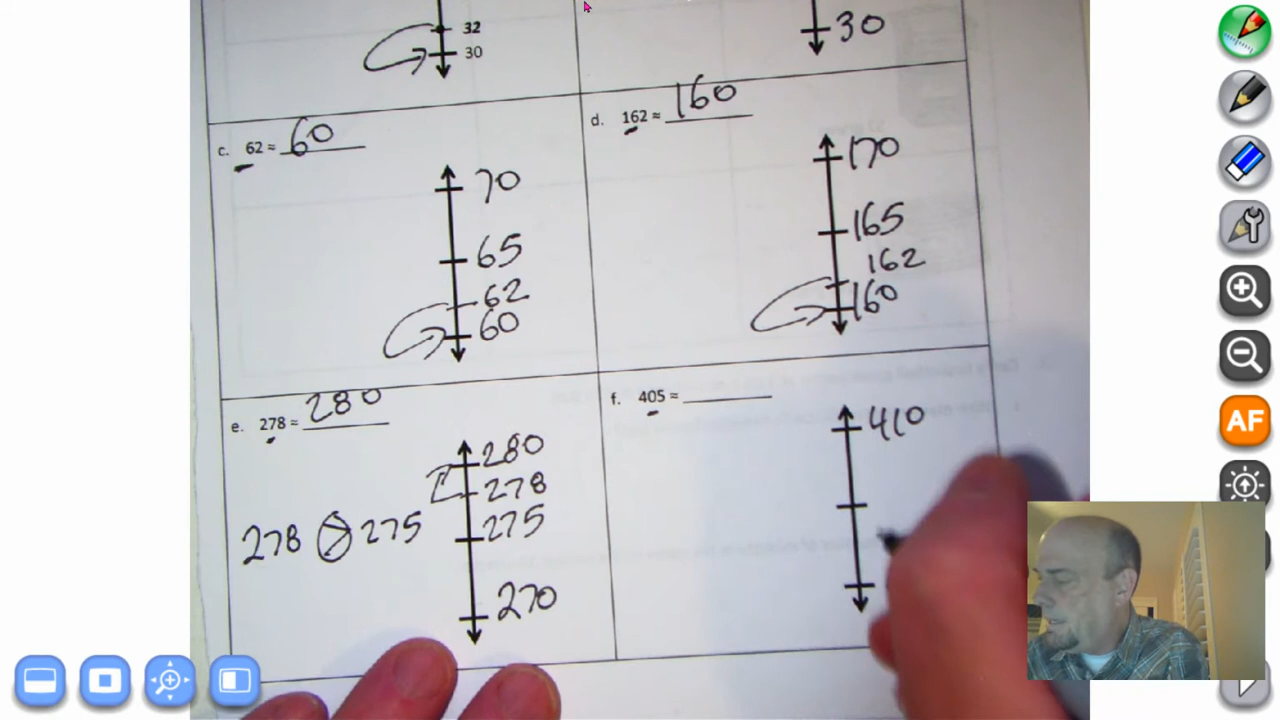 32
30
30
c. 62 ≈ 60
70
65
62
60
d. 162 ≈ 160
170
165
162
160
e. 278 ≈ 280
280
278
275
270
278 > 275
f. 405 ≈
410
AF